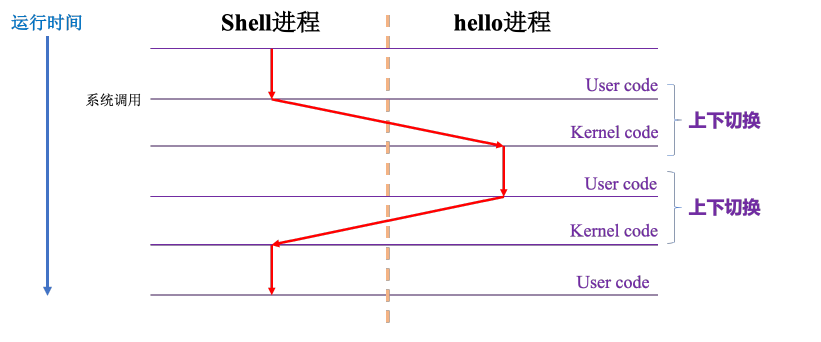 运行时间
Shell进程
hello进程
User code
系统调用
上下切换
Kernel code
User code
上下切换
Kernel code
User code